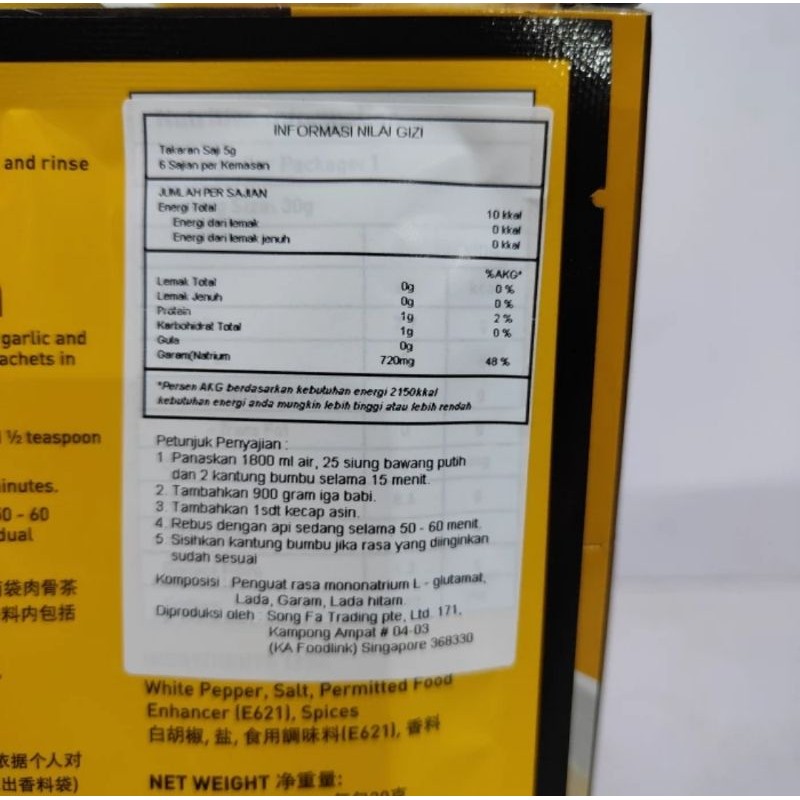 and rinse
garlic and
achets in
½ teaspoon
inutes.
50 - 60
dual
袋肉骨茶
料内包括
依据个人对
出香料袋)
INFORMASI NILAI GIZI
Takaran Saji 5g
6 Sajian per Kemasan
JUMLAH PER SAJIAN
Energi Total 10 kkal
Energi dari lemak 0 kkal
Energi dari lemak jenuh 0 kkal
%AKG*
Lemak Total 0g 0 %
Lemak Jenuh 0g 0 %
Protein 1g 2 %
Karbohidrat Total 1g 0 %
Gula 0g
Garam(Natrium 720mg 48 %
*Persen AKG berdasarkan kebutuhan energi 2150kkal
kebutuhan energi anda mungkin lebih tinggi atau lebih rendah
Petunjuk Penyajian :
1 Panaskan 1800 ml air, 25 siung bawang putih
dan 2 kantung bumbu selama 15 menit.
2. Tambahkan 900 gram iga babi.
3. Tambahkan 1sdt kecap asin.
4. Rebus dengan api sedang selama 50 - 60 menit.
5 Sisihkan kantung bumbu jika rasa yang diinginkan
sudah sesuai
Komposisi : Penguat rasa mononatrium L - glutamat,
Lada, Garam, Lada hitam.
Diproduksi oleh : Song Fa Trading pte, Ltd. 171,
Kampong Ampat # 04-03
(KA Foodlink) Singapore 368330
White Pepper, Salt, Permitted Food
Enhancer (E621), Spices
白胡椒, 盐, 食用調味料(E621), 香料
NET WEIGHT 净重量: